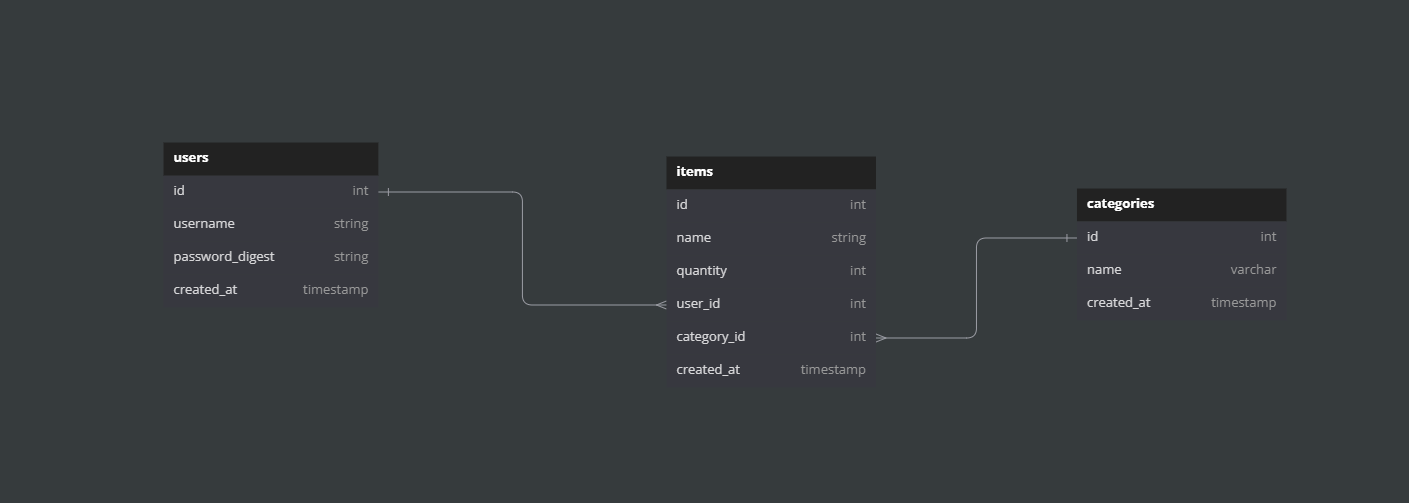 users
id int
username string
password_digest string
created_at timestamp
items
id int
name string
quantity int
user_id int
category_id int
created_at timestamp
categories
id int
name varchar
created_at timestamp